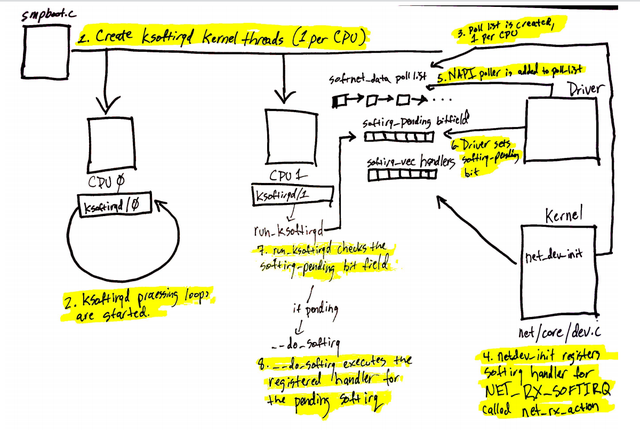 smpboot.c
1. Create ksoftirqd kernel threads (1 per CPU)
3. poll list is created,
1 per CPU
softnet_data poll list
5. NAPI poller is added to poll list
...
Driver
softirq_pending bitfield
6. Driver sets
softirq-pending
bit
softirq_vec handlers
CPU 0
ksoftirqd/0
CPU 1
ksoftirqd/1
run_ksoftirqd
7. run_ksoftirqd checks the
softirq-pending bit field
if pending
__do_softirq
8. __do_softirq executes the
registered handler for
the pending softirq
2. ksoftirqd processing loops
are started.
Kernel
net_dev_init
net/core/dev.c
4. netdev_init registers
softirq handler for
NET_RX_SOFTIRQ
called net_rx_action